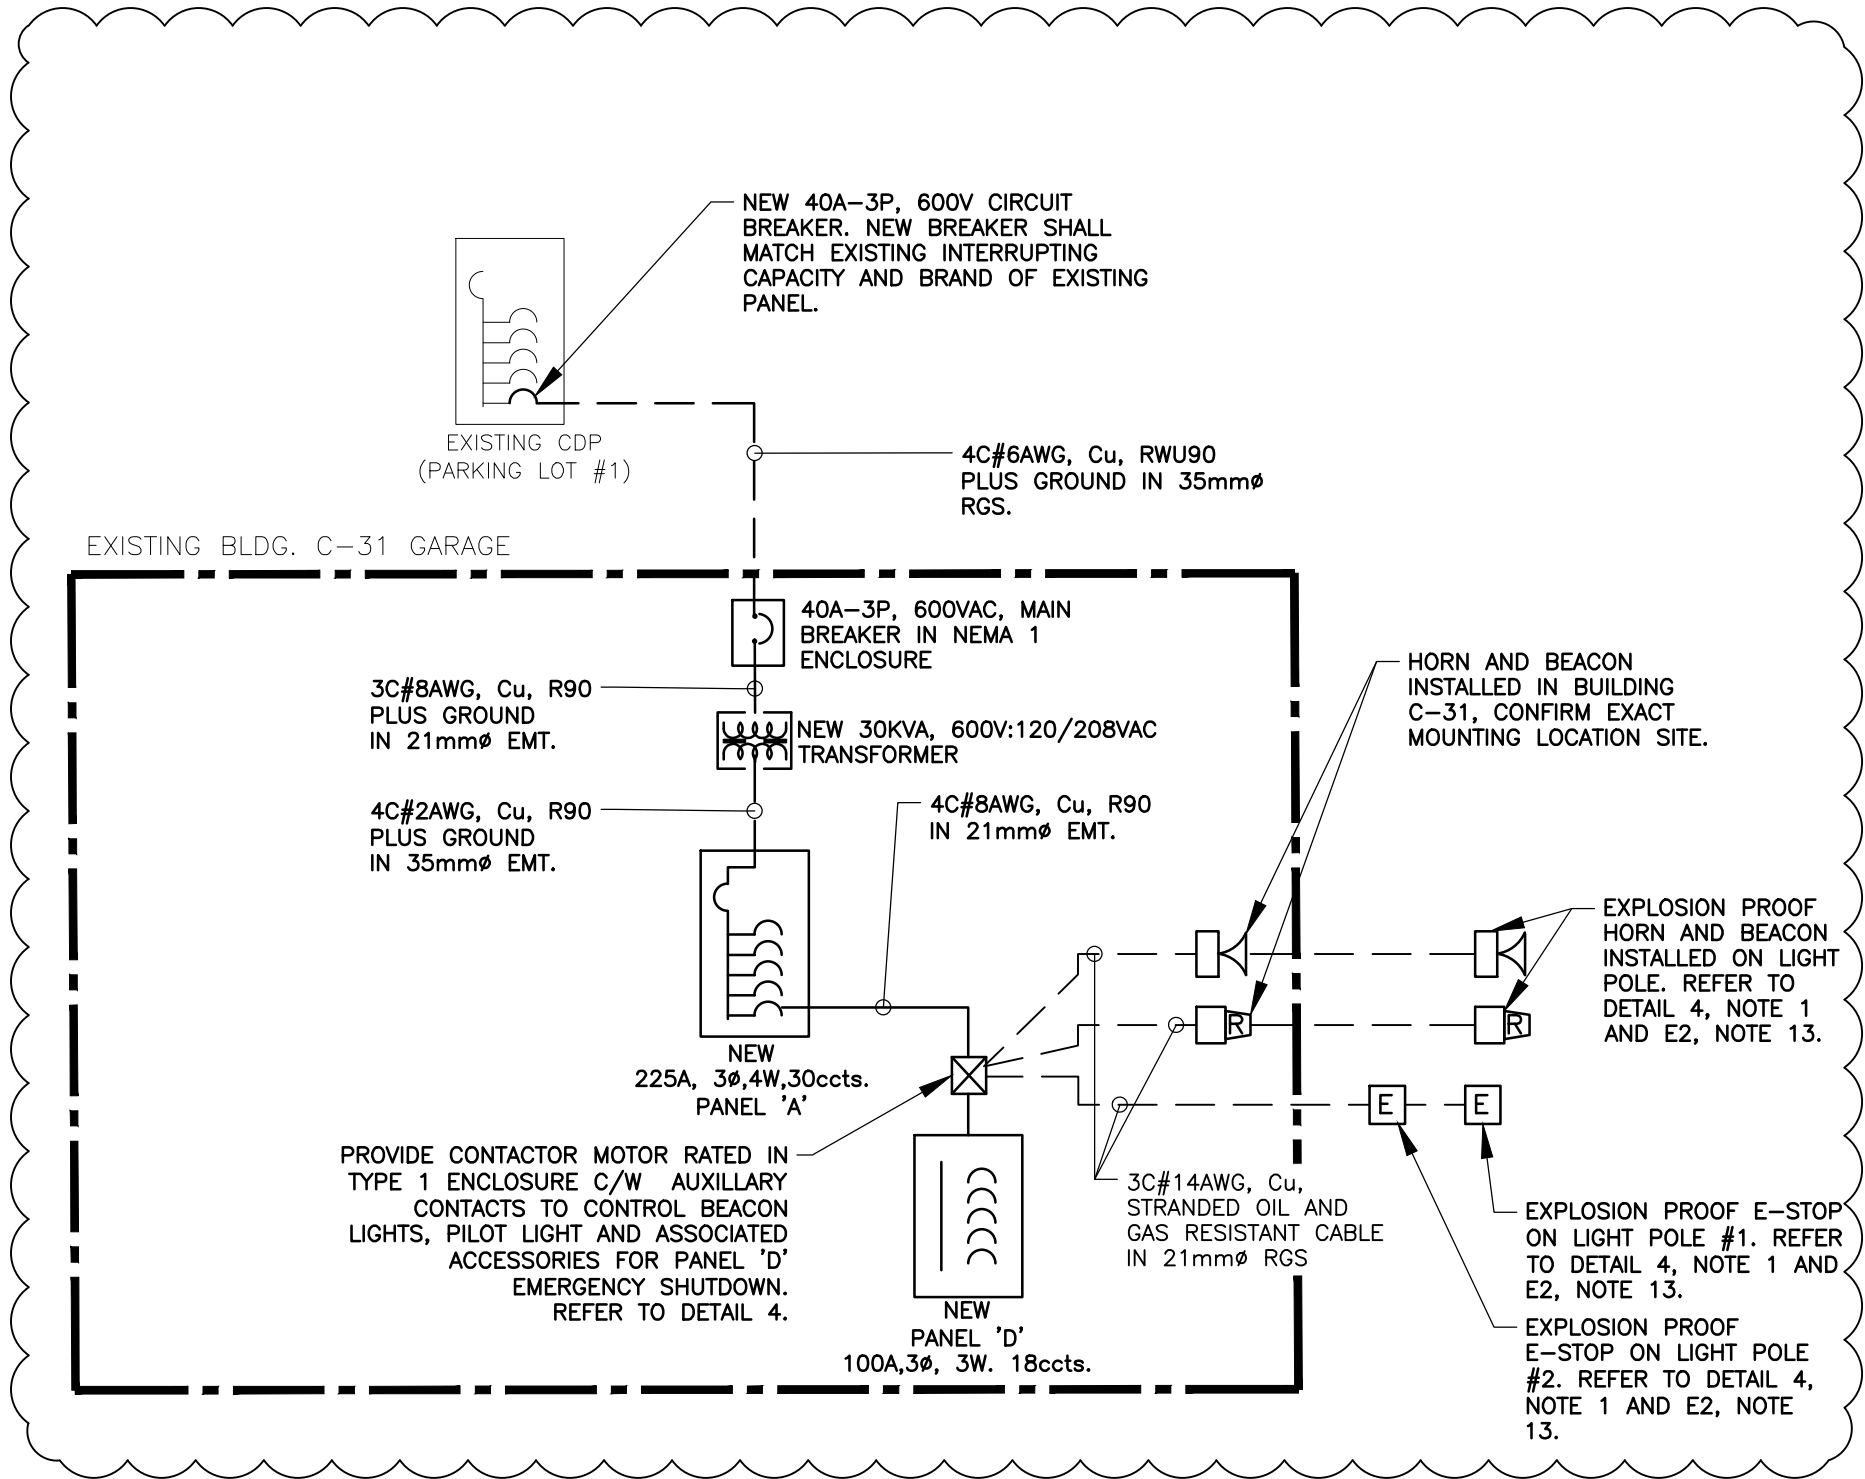 NEW 40A-3P, 600V CIRCUIT
BREAKER. NEW BREAKER SHALL
MATCH EXISTING INTERRUPTING
CAPACITY AND BRAND OF EXISTING
PANEL.
EXISTING CDP
(PARKING LOT #1)
4C#6AWG, Cu, RWU90
PLUS GROUND IN 35mmø
RGS.
EXISTING BLDG. C-31 GARAGE
40A-3P, 600VAC, MAIN
BREAKER IN NEMA 1
ENCLOSURE
3C#8AWG, Cu, R90
PLUS GROUND
IN 21mmø EMT.
NEW 30KVA, 600V:120/208VAC
TRANSFORMER
HORN AND BEACON
INSTALLED IN BUILDING
C-31, CONFIRM EXACT
MOUNTING LOCATION SITE.
4C#2AWG, Cu, R90
PLUS GROUND
IN 35mmø EMT.
4C#8AWG, Cu, R90
IN 21mmø EMT.
EXPLOSION PROOF
HORN AND BEACON
INSTALLED ON LIGHT
POLE. REFER TO
DETAIL 4, NOTE 1
AND E2, NOTE 13.
R
R
NEW
225A, 3ø,4W,30ccts.
PANEL 'A'
E
E
PROVIDE CONTACTOR MOTOR RATED IN
TYPE 1 ENCLOSURE C/W AUXILLARY
CONTACTS TO CONTROL BEACON
LIGHTS, PILOT LIGHT AND ASSOCIATED
ACCESSORIES FOR PANEL 'D'
EMERGENCY SHUTDOWN.
REFER TO DETAIL 4.
3C#14AWG, Cu,
STRANDED OIL AND
GAS RESISTANT CABLE
IN 21mmø RGS
EXPLOSION PROOF E-STOP
ON LIGHT POLE #1. REFER
TO DETAIL 4, NOTE 1 AND
E2, NOTE 13.
NEW
PANEL 'D'
100A,3ø, 3W. 18ccts.
EXPLOSION PROOF
E-STOP ON LIGHT POLE
#2. REFER TO DETAIL 4,
NOTE 1 AND E2, NOTE
13.